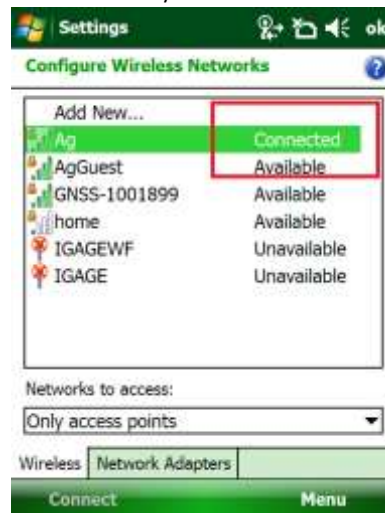 Settings ok
Configure Wireless Networks ?
Add New...
Ag Connected
AgGuest Available
GNSS-1001899 Available
home Available
IGAGEWF Unavailable
IGAGE Unavailable
Networks to access:
Only access points
Wireless Network Adapters
Connect Menu